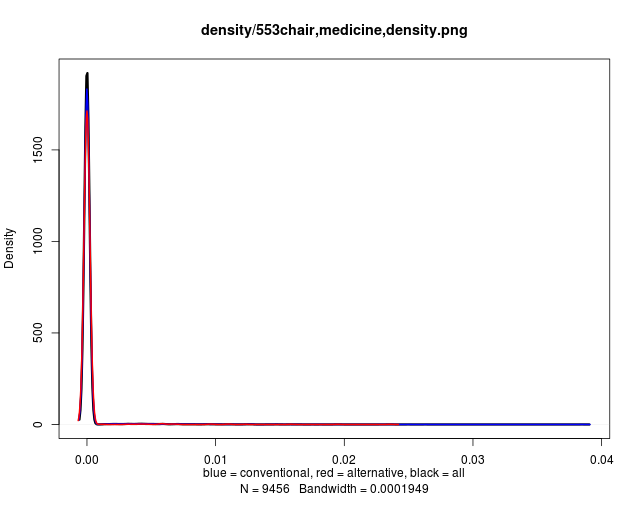 density/553chair,medicine,density.png
Density
1500
1000
500
0
0.00 0.01 0.02 0.03 0.04
blue = conventional, red = alternative, black = all
N = 9456 Bandwidth = 0.0001949